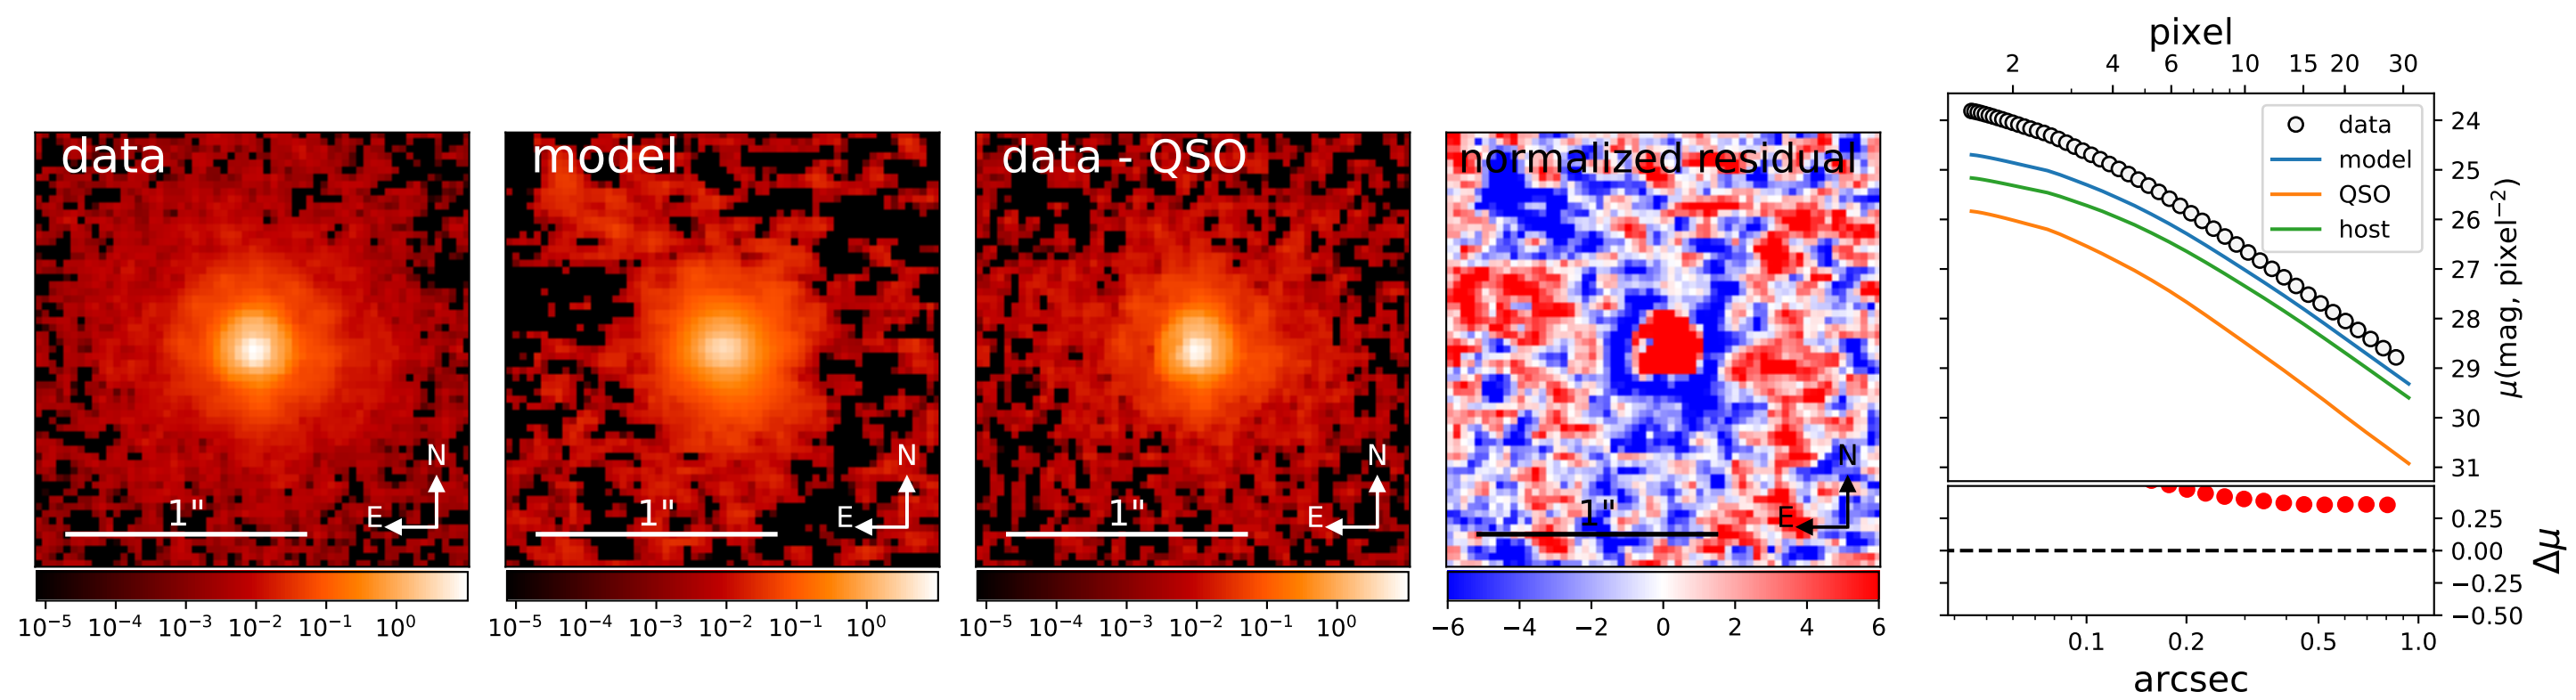 data
1"
N
E
10⁻⁵ 10⁻⁴ 10⁻³ 10⁻² 10⁻¹ 10⁰
model
1"
N
E
10⁻⁵ 10⁻⁴ 10⁻³ 10⁻² 10⁻¹ 10⁰
data - QSO
1"
N
E
10⁻⁵ 10⁻⁴ 10⁻³ 10⁻² 10⁻¹ 10⁰
normalized residual
1"
N
E
−6 −4 −2 0 2 4 6
pixel
2 4 6 10 15 20 30
data
model
QSO
host
24
25
26
27
28
29
30
31
μ(mag, pixel⁻²)
0.25
0.00
−0.25
−0.50
Δμ
0.1 0.2 0.5 1.0
arcsec